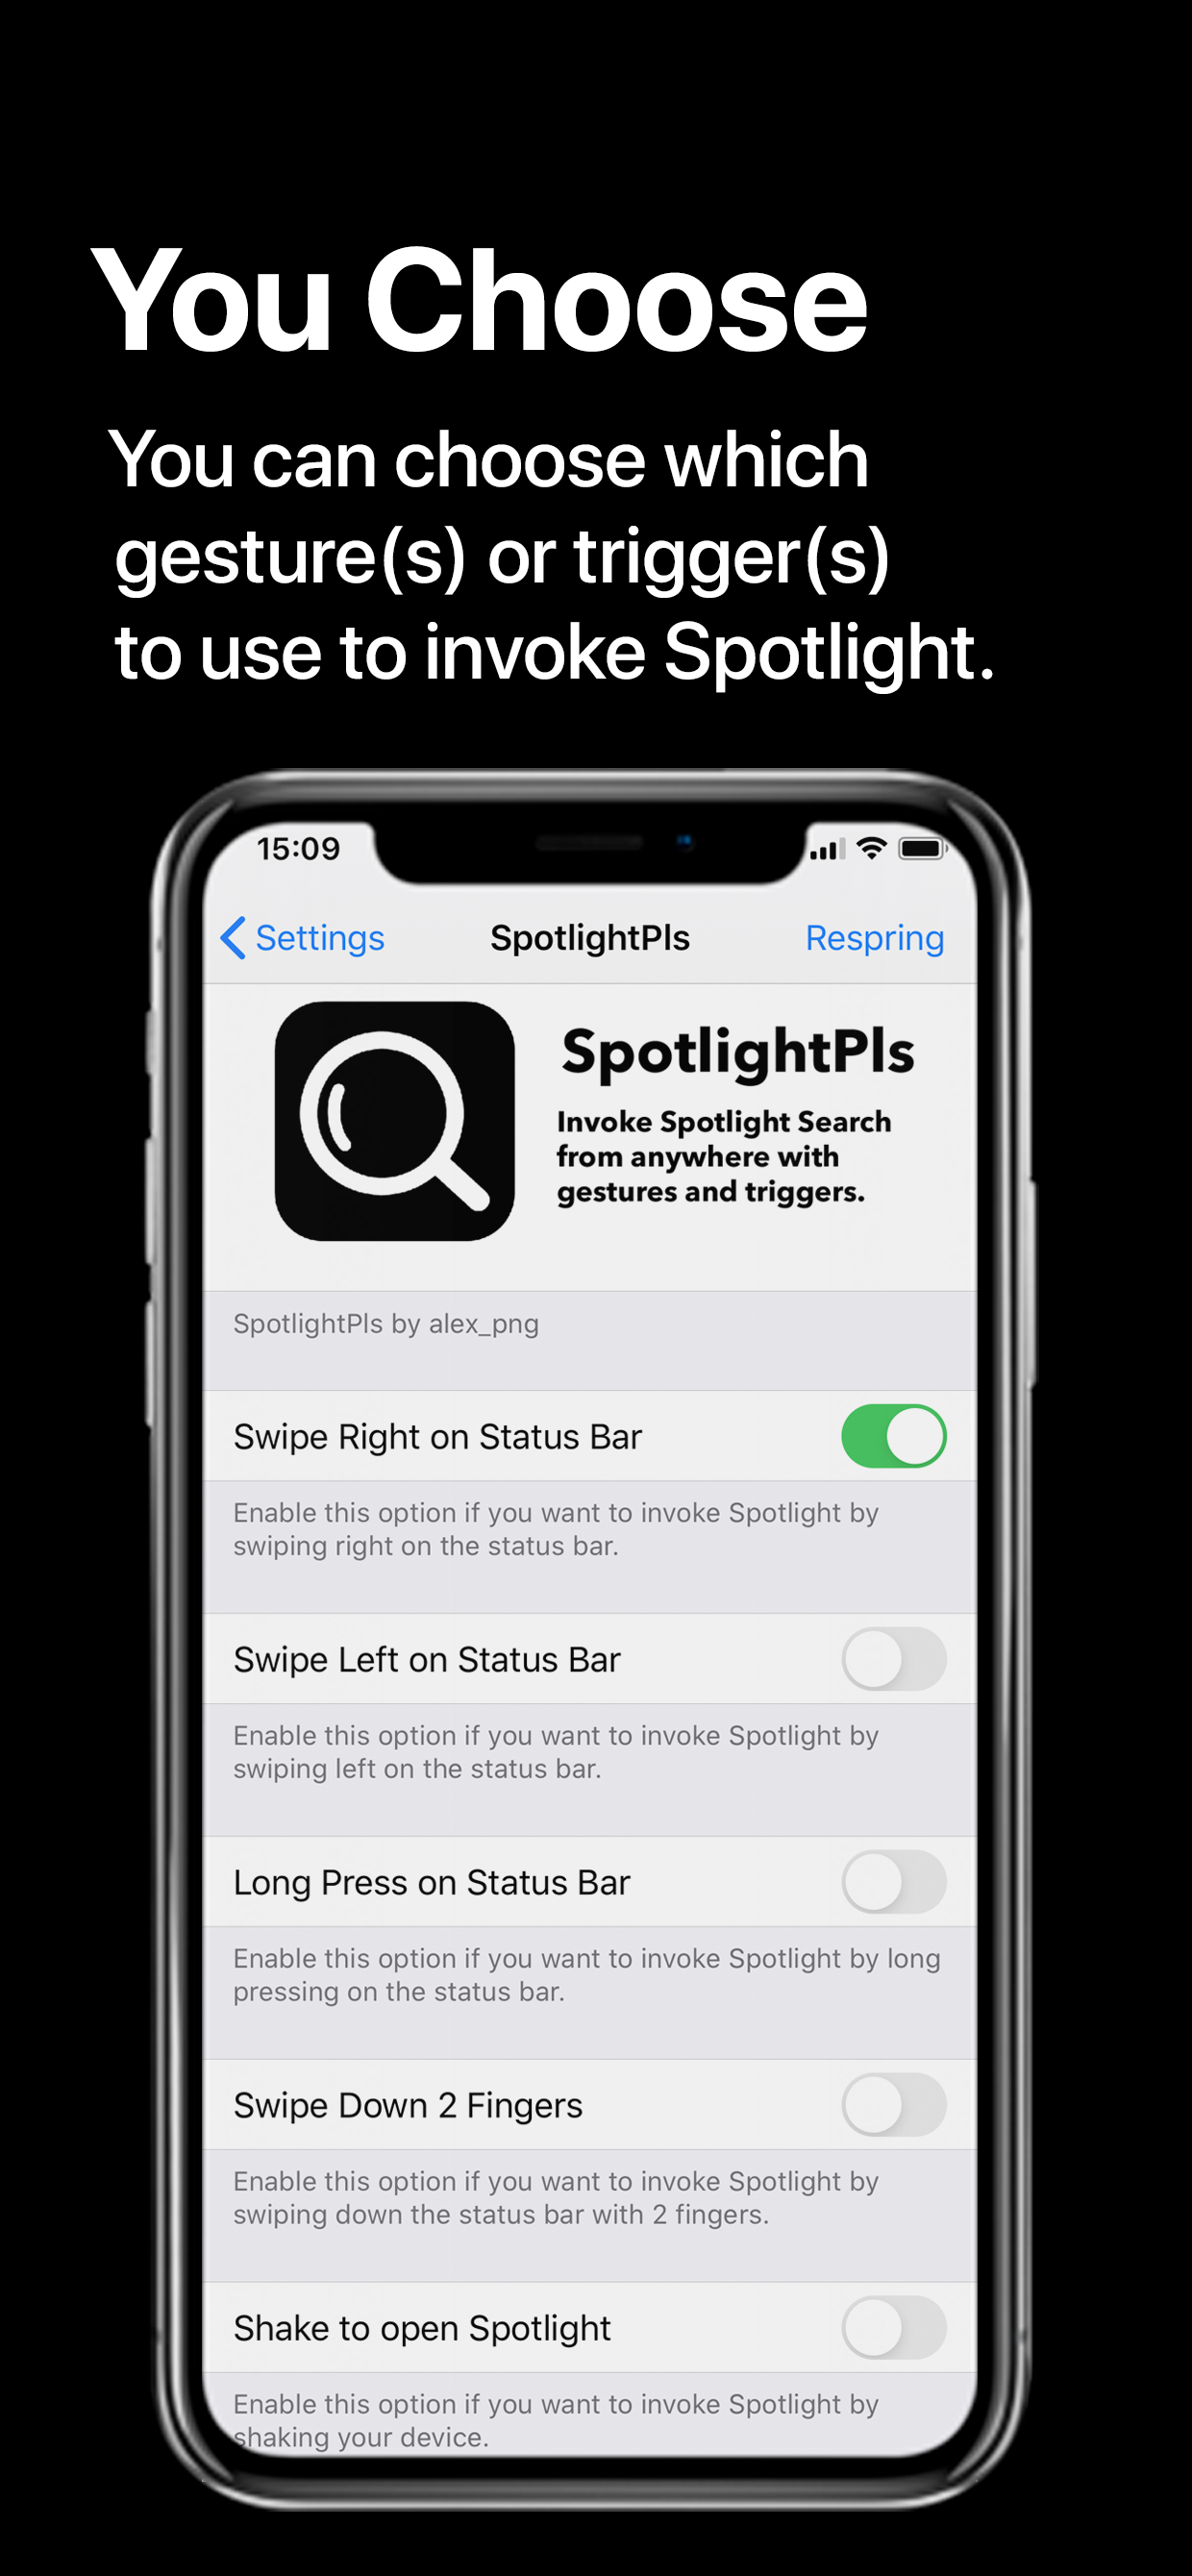 You Choose
You can choose which
gesture(s) or trigger(s)
to use to invoke Spotlight.
15:09
Settings
SpotlightPls
Respring
SpotlightPls
Invoke Spotlight Search
from anywhere with
gestures and triggers.
SpotlightPls by alex_png
Swipe Right on Status Bar
Enable this option if you want to invoke Spotlight by
swiping right on the status bar.
Swipe Left on Status Bar
Enable this option if you want to invoke Spotlight by
swiping left on the status bar.
Long Press on Status Bar
Enable this option if you want to invoke Spotlight by long
pressing on the status bar.
Swipe Down 2 Fingers
Enable this option if you want to invoke Spotlight by
swiping down the status bar with 2 fingers.
Shake to open Spotlight
Enable this option if you want to invoke Spotlight by
shaking your device.